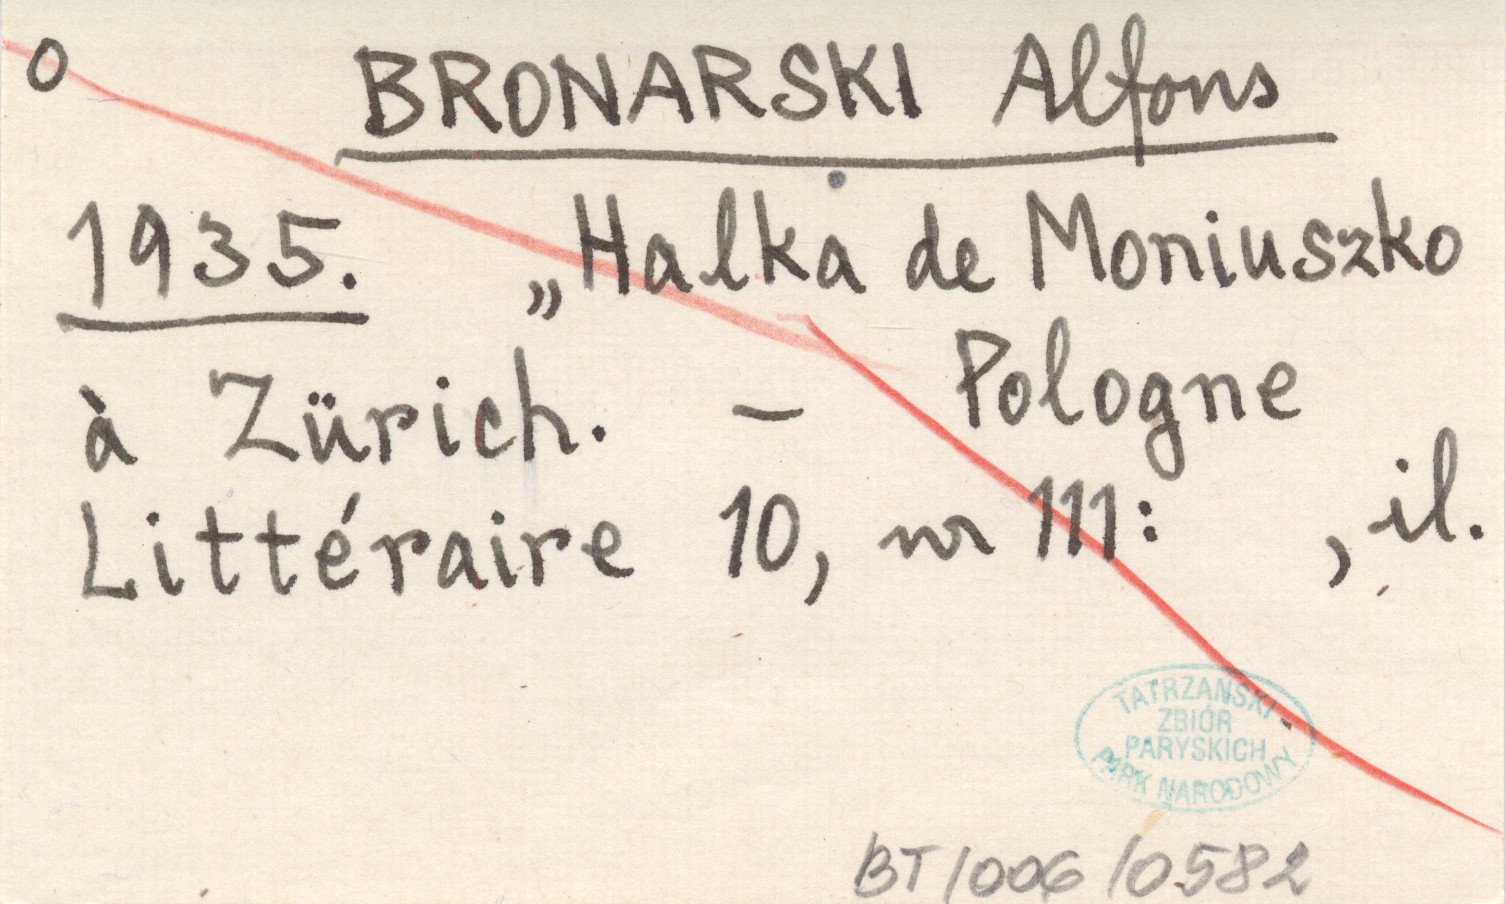 0 BRONARSKI Alfons
1935. „Halka de Moniuszko
à Zürich. – Pologne
Littéraire 10, nr 111: , il.
TATRZAŃSKI
ZBIÓR
PARYSKICH
PARK NARODOWY
BT/006/0582